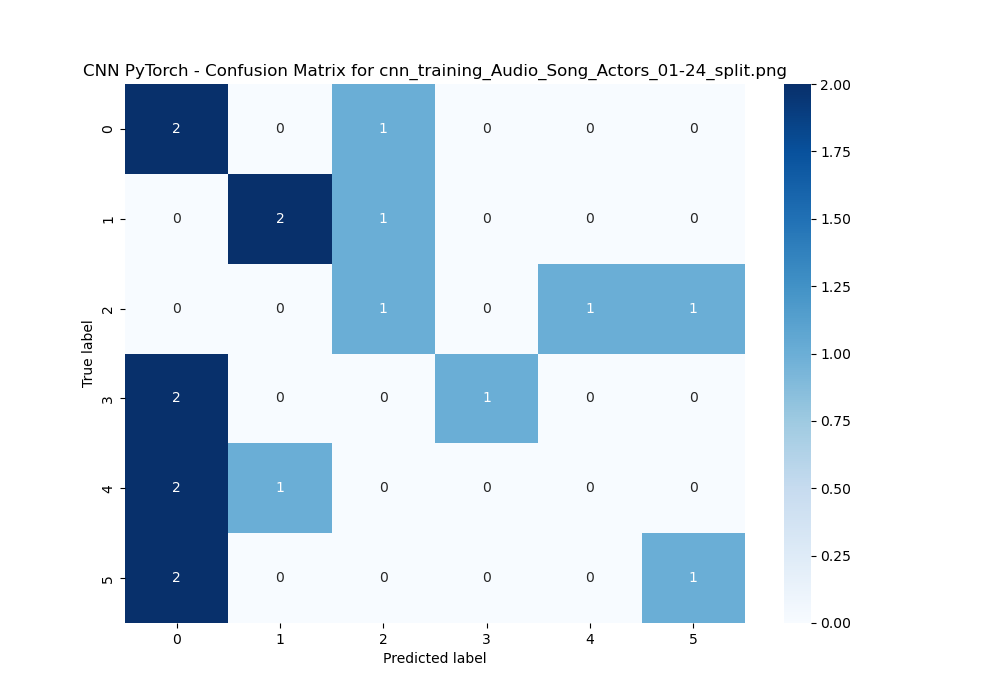 CNN PyTorch - Confusion Matrix for cnn_training_Audio_Song_Actors_01-24_split.png
2.00
0 2 0 1 0 0 0
1.75
1 0 2 1 0 0 0
1.50
1.25
2 0 0 1 0 1 1
True label
1.00
3 2 0 0 1 0 0
0.75
4 2 1 0 0 0 0
0.50
0.25
5 2 0 0 0 0 1
0.00
0 1 2 3 4 5
Predicted label